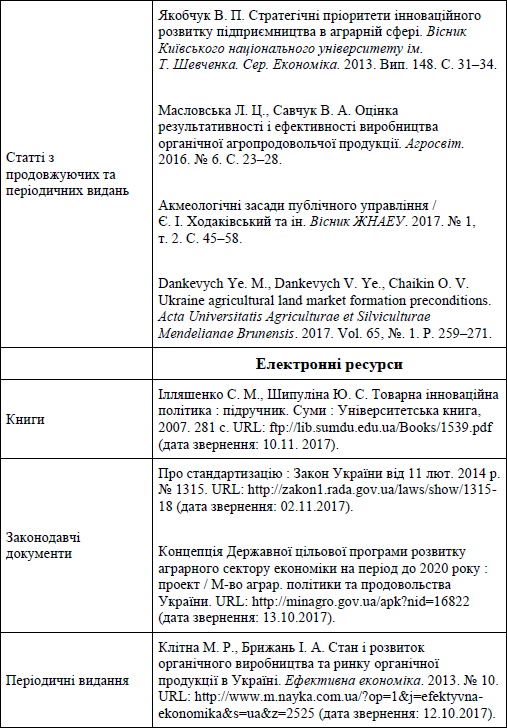 Статті з
продовжуючих та
періодичних видань
Якобчук В. П. Стратегічні пріоритети інноваційного
розвитку підприємництва в аграрній сфері. Вісник
Київського національного університету ім.
Т. Шевченка. Сер. Економіка. 2013. Вип. 148. С. 31–34.
Масловська Л. Ц., Савчук В. А. Оцінка
результативності і ефективності виробництва
органічної агропродовольчої продукції. Агросвіт.
2016. № 6. С. 23–28.
Акмеологічні засади публічного управління /
Є. І. Ходаківський та ін. Вісник ЖНАЕУ. 2017. № 1,
т. 2. С. 45–58.
Dankevych Ye. M., Dankevych V. Ye., Chaikin O. V.
Ukraine agricultural land market formation preconditions.
Acta Universitatis Agriculturae et Silviculturae
Mendelianae Brunensis. 2017. Vol. 65, №. 1. P. 259–271.
Електронні ресурси
Книги
Ілляшенко С. М., Шипуліна Ю. С. Товарна інноваційна
політика : підручник. Суми : Університетська книга,
2007. 281 с. URL: ftp://lib.sumdu.edu.ua/Books/1539.pdf
(дата звернення: 10.11. 2017).
Законодавчі
документи
Про стандартизацію : Закон України від 11 лют. 2014 р.
№ 1315. URL: http://zakon1.rada.gov.ua/laws/show/1315-
18 (дата звернення: 02.11.2017).
Концепція Державної цільової програми розвитку
аграрного сектору економіки на період до 2020 року :
проект / М-во аграр. політики та продовольства
України. URL: http://minagro.gov.ua/apk?nid=16822
(дата звернення: 13.10.2017).
Періодичні видання
Клітна М. Р., Брижань І. А. Стан і розвиток
органічного виробництва та ринку органічної
продукції в Україні. Ефективна економіка. 2013. № 10.
URL: http://www.m.nayka.com.ua/?op=1&j=efektyvna-
ekonomika&s=ua&z=2525 (дата звернення: 12.10.2017).